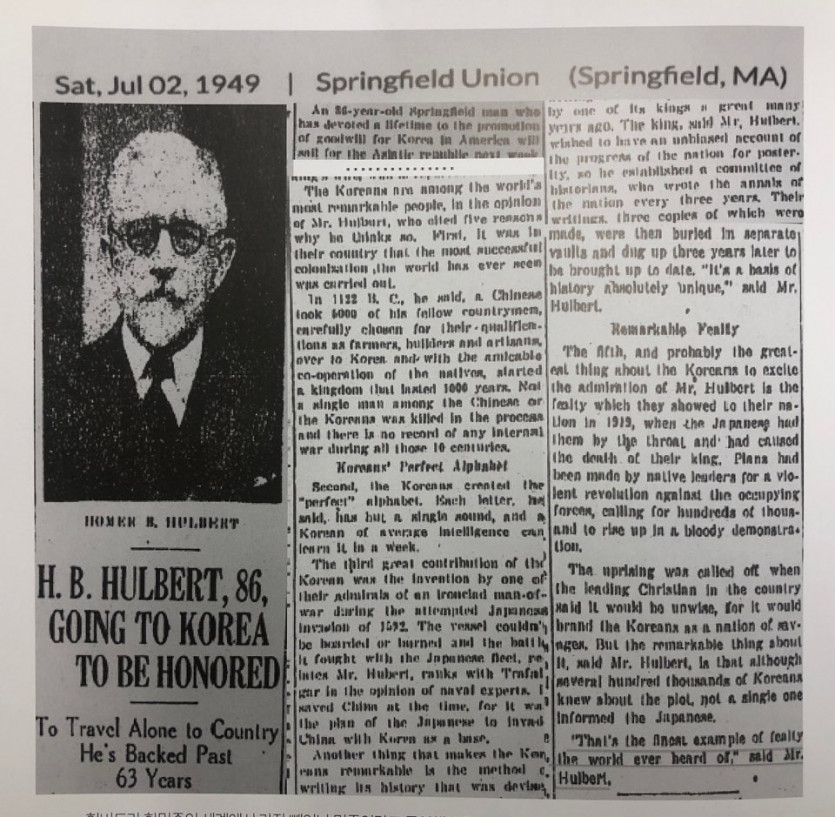 Sat, Jul 02, 1949 | Springfield Union (Springfield, MA)
HOMER B. HULBERT
H. B. HULBERT, 86,
GOING TO KOREA
TO BE HONORED
To Travel Alone to Country
He's Backed Past
63 Years
An 86-year-old Springfield man who
has devoted a lifetime to the promotion
of goodwill for Korea in America will
sail for the Asiatic republic next week
The Koreans are among the world's
most remarkable people, in the opinion
of Mr. Hulburt, who cited five reasons
why he thinks so. First, it was in
their country that the most successful
colonization the world has ever seen
was carried out.
In 1122 B. C., he said, a Chinese
took 5000 of his fellow countrymen,
carefully chosen for their qualifica-
tions as farmers, builders and artisans,
over to Korea and with the amicable
co-operation of the natives, started
a kingdom that lasted 1000 years. Not
a single man among the Chinese or
the Koreans was killed in the process
and there is no record of any internal
war during all those 10 centuries.
Koreans' Perfect Alphabet
Second, the Koreans created the
"perfect" alphabet. Each letter, he
said, has but a single sound, and a
Korean of average intelligence can
learn it in a week.
The third great contribution of the
Korean was the invention by one of
their admirals of an ironclad man-of-
war during the attempted Japanese
invasion of 1592. The vessel couldn't
be boarded or burned and the battle
it fought with the Japanese fleet, re
lates Mr. Hubert, ranks with Trafal
gar in the opinion of naval experts. I
saved China at the time, for it was
the plan of the Japanese to invad
China with Korea as a base.
Another thing that makes the Kor
eans remarkable is the method
writing its history that was devise
by one of its kings a great many
years ago. The king, said Mr. Hulbert,
wished to have an unbiased account of
the progress of the nation for poster-
ity, so he established a committee of
historians, who wrote the annals of
the nation every three years. Their
writings, three copies of which were
made, were then buried in separate
vaults and dug up three years later to
be brought up to date. "It's a basis of
history absolutely unique," said Mr.
Hulbert.
Remarkable Fealty
The fifth, and probably the great-
est thing about the Koreans to excite
the admiration of Mr. Hulbert is the
fealty which they showed to their na-
tion in 1919, when the Japanese had
them by the throat and had caused
the death of their king. Plans had
been made by native leaders for a vio-
lent revolution against the occupying
forces, calling for hundreds of thous-
and to rise up in a bloody demonstra-
tion.
The uprising was called off when
the leading Christian in the country
said it would be unwise, for it would
brand the Koreans as a nation of sav-
ages. But the remarkable thing about
it, said Mr. Hulbert, is that although
several hundred thousands of Koreans
knew about the plot, not a single one
informed the Japanese.
"That's the finest example of fealty
the world ever heard of," said Mr.
Hulbert.